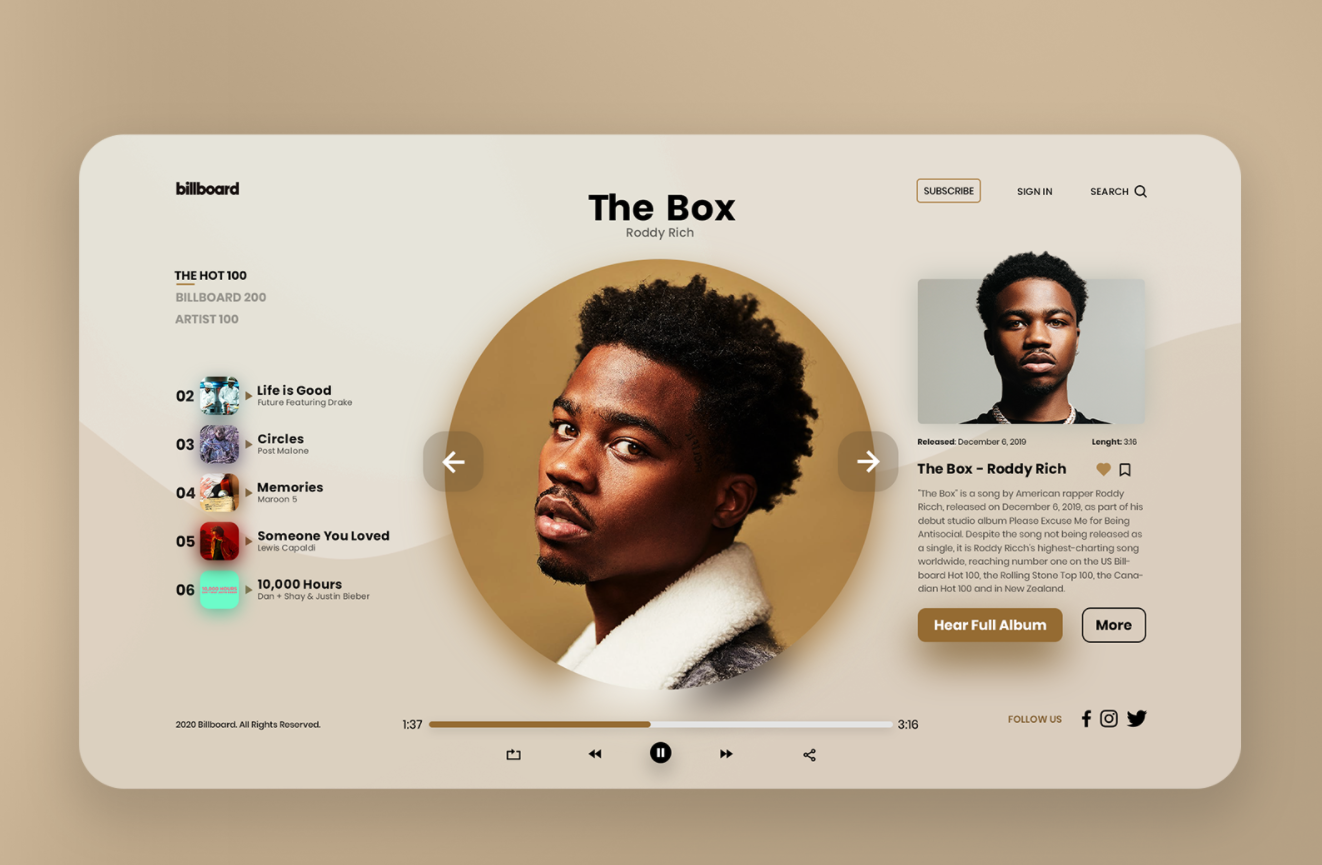 billboard
The Box
Roddy Rich
SUBSCRIBE
SIGN IN
SEARCH
THE HOT 100
BILLBOARD 200
ARTIST 100
02
Life is Good
Future Featuring Drake
03
Circles
Post Malone
04
Memories
Maroon 5
05
Someone You Loved
Lewis Capaldi
06
10,000 Hours
Dan + Shay & Justin Bieber
Released: December 6, 2019
Lenght: 3:16
The Box - Roddy Rich
"The Box" is a song by American rapper Roddy
Ricch, released on December 6, 2019, as part of his
debut studio album Please Excuse Me for Being
Antisocial. Despite the song not being released as
a single, it is Roddy Ricch's highest-charting song
worldwide, reaching number one on the US Bill-
board Hot 100, the Rolling Stone Top 100, the Cana-
dian Hot 100 and in New Zealand.
Hear Full Album
More
2020 Billboard. All Rights Reserved.
1:37
3:16
FOLLOW US